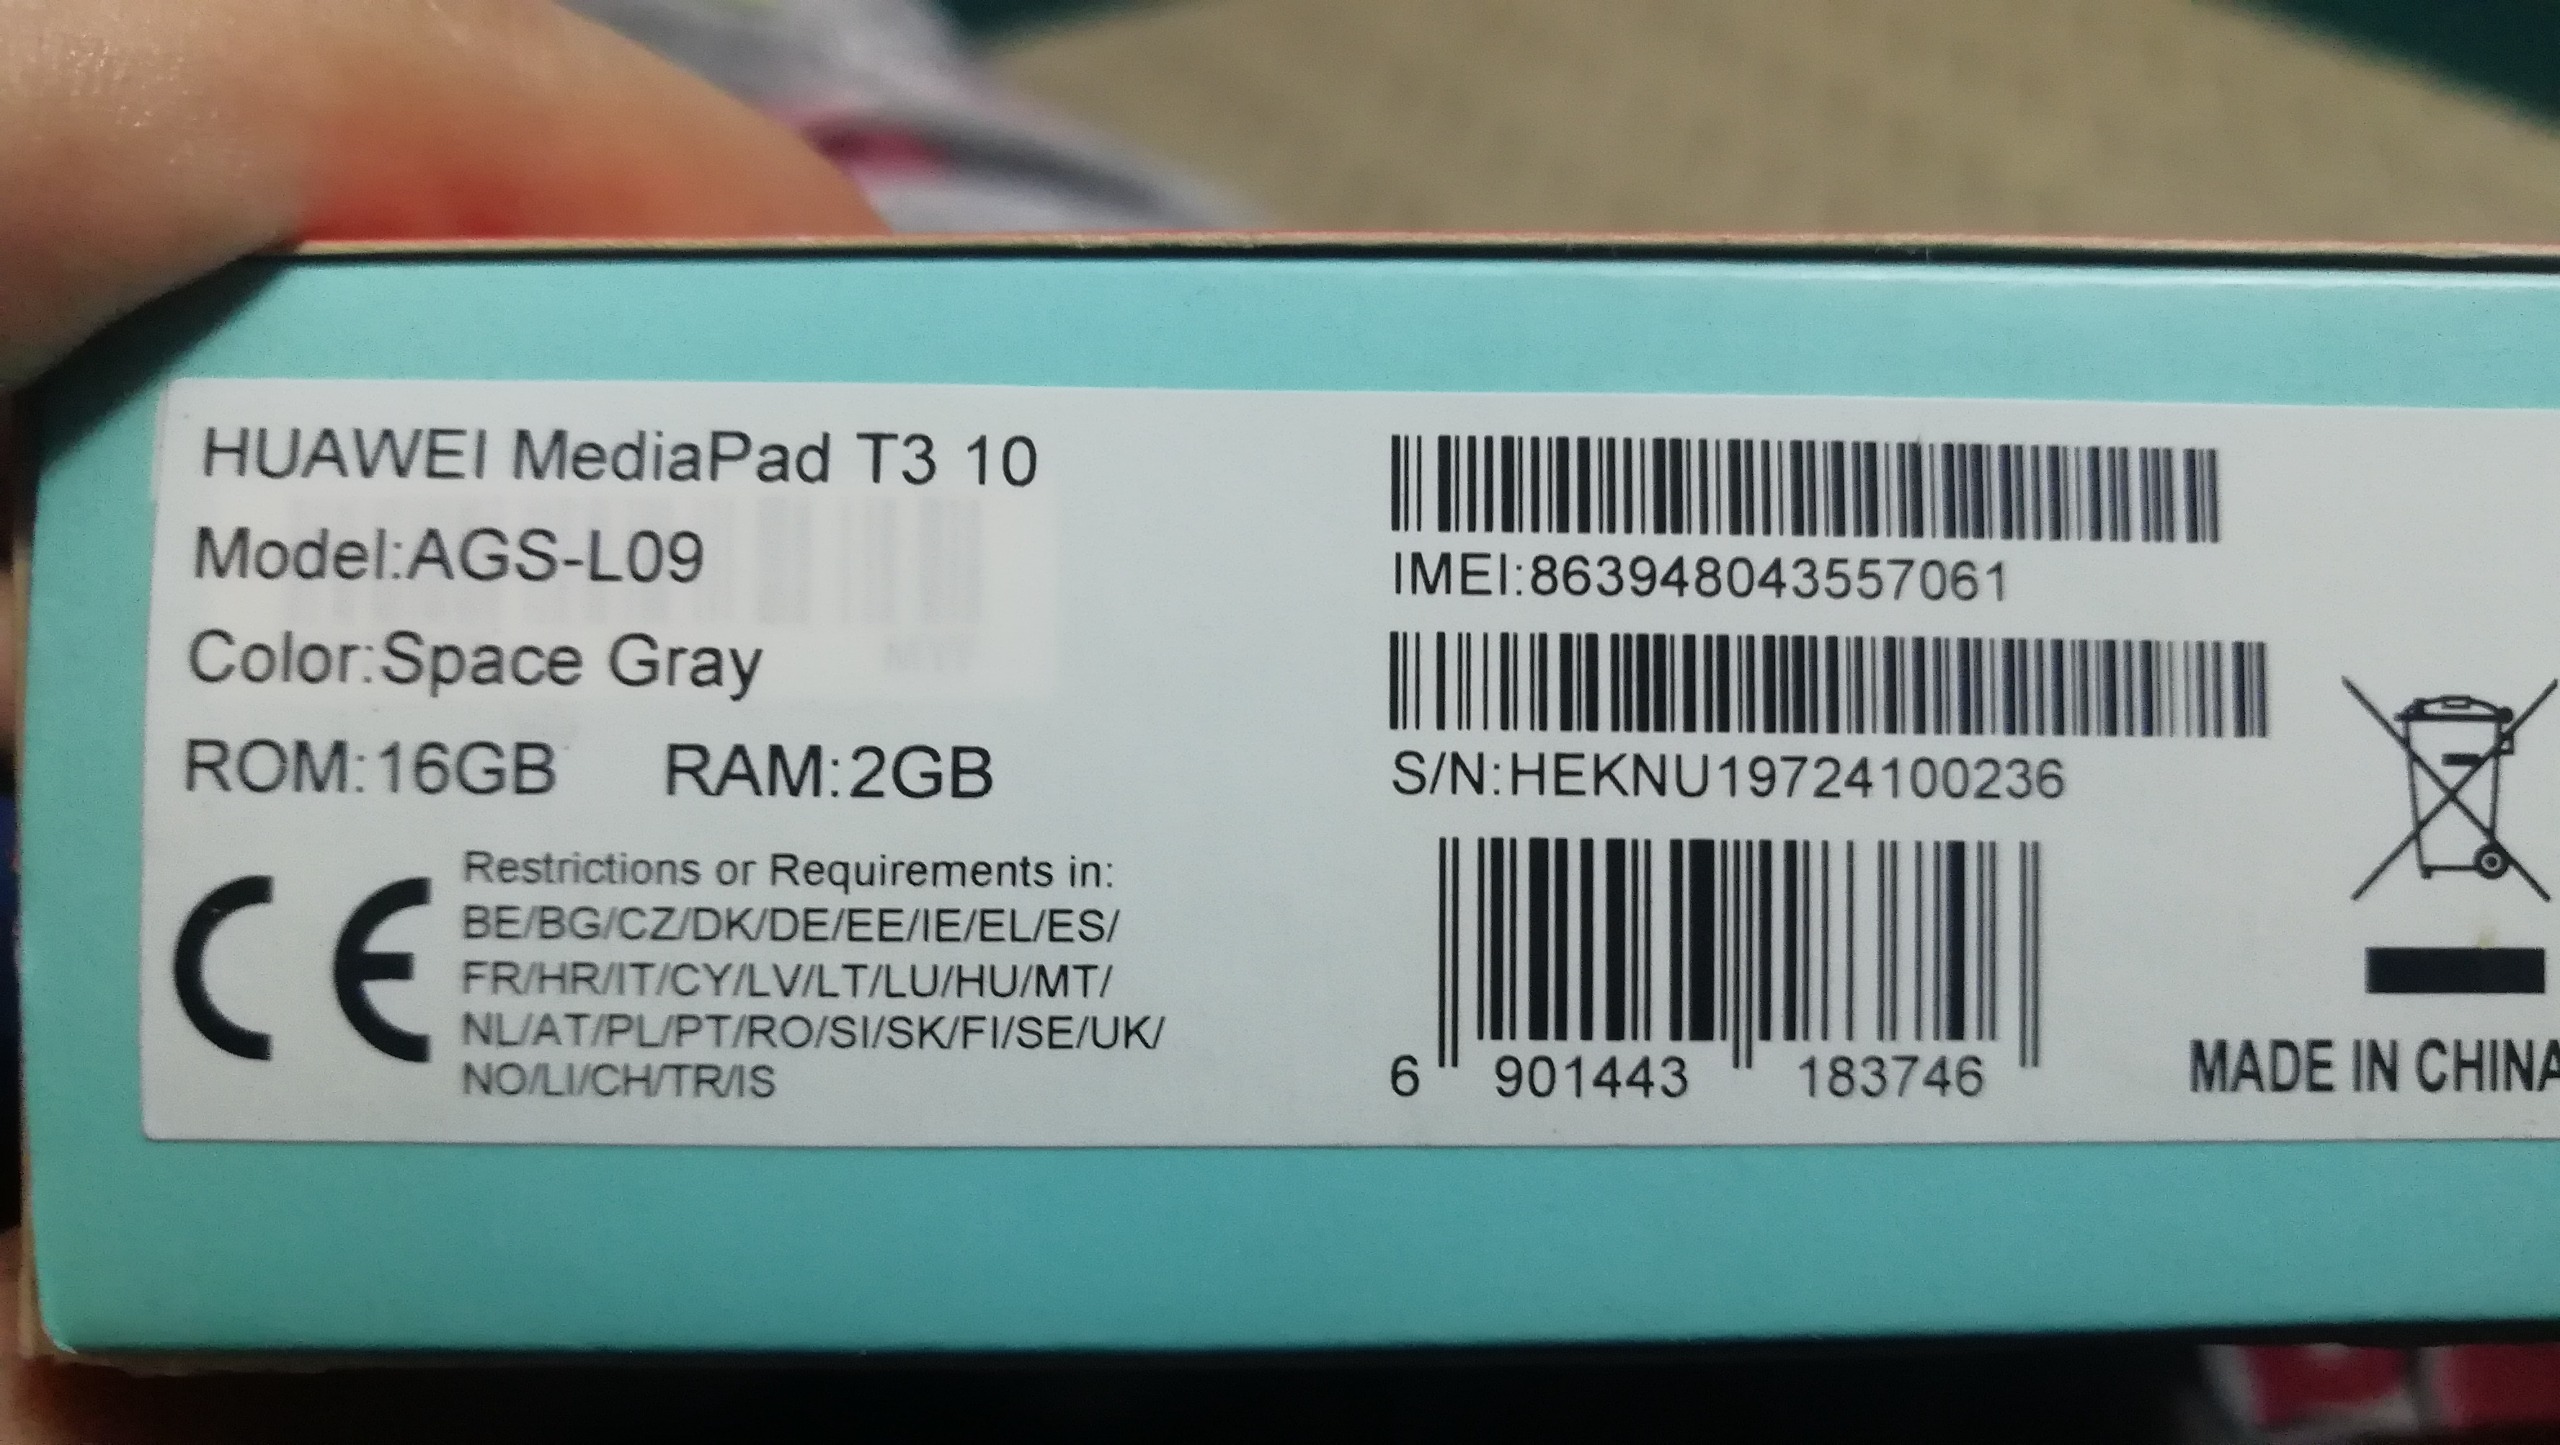 HUAWEI MediaPad T3 10
Model:AGS-L09
Color:Space Gray
ROM:16GB RAM:2GB
CE
Restrictions or Requirements in:
BE/BG/CZ/DK/DE/EE/IE/EL/ES/
FR/HR/IT/CY/LV/LT/LU/HU/MT/
NL/AT/PL/PT/RO/SI/SK/FI/SE/UK/
NO/LI/CH/TR/IS
IMEI:863948043557061
S/N:HEKNU19724100236
6 901443 183746
MADE IN CHINA